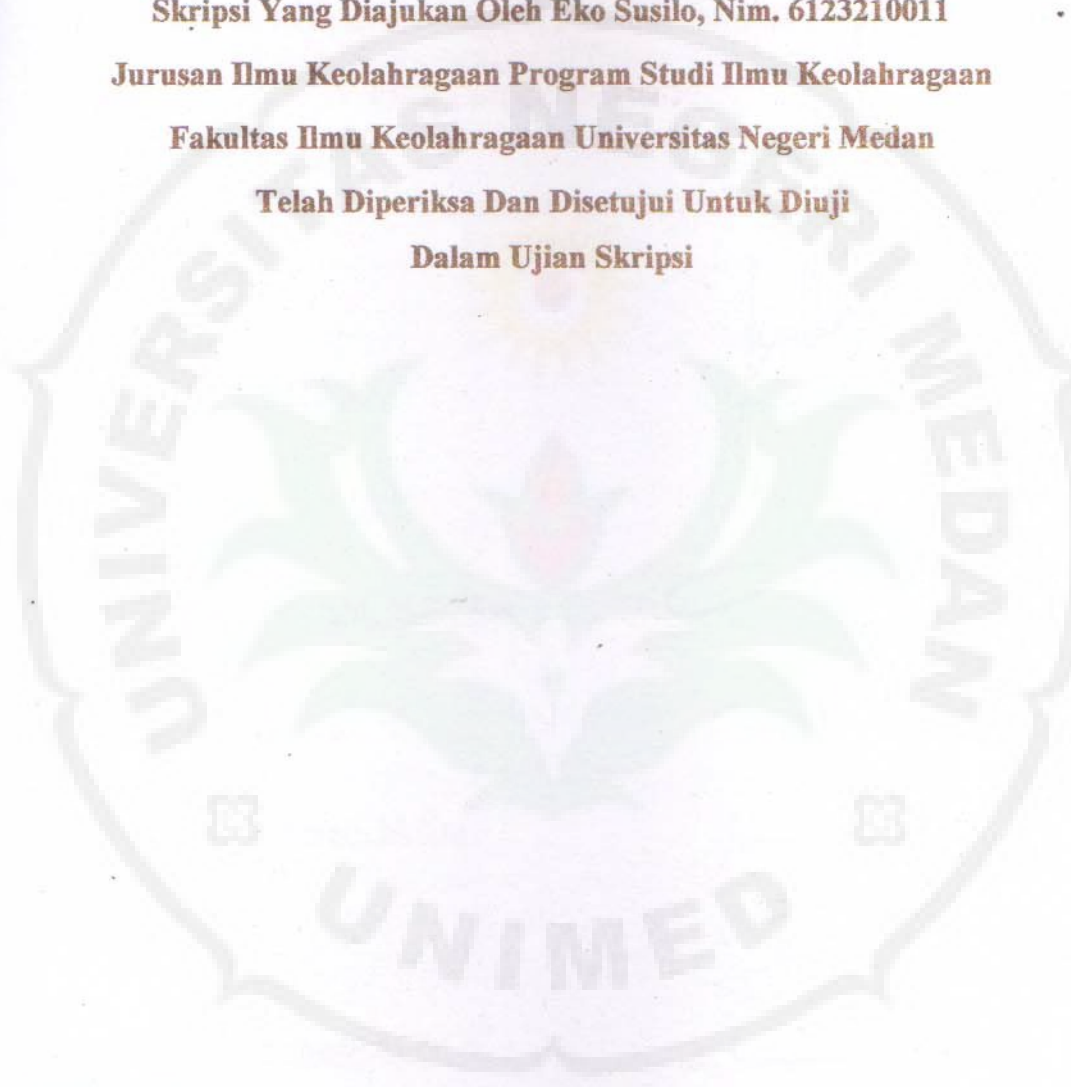 Skripsi Yang Diajukan Oleh Eko Susilo, Nim. 6123210011
Jurusan Ilmu Keolahragaan Program Studi Ilmu Keolahragaan
Fakultas Ilmu Keolahragaan Universitas Negeri Medan
Telah Diperiksa Dan Disetujui Untuk Diuji
Dalam Ujian Skripsi
UNIVERSITAS NEGERI MEDAN
UNIMED